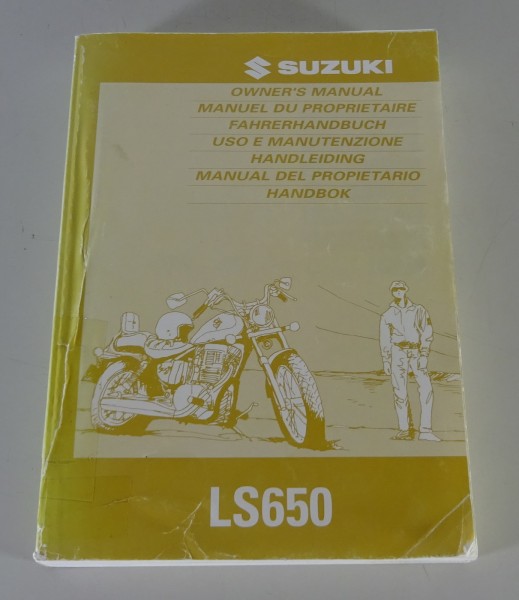 SUZUKI
OWNER'S MANUAL
MANUEL DU PROPRIETAIRE
FAHRERHANDBUCH
USO E MANUTENZIONE
HANDLEIDING
MANUAL DEL PROPIETARIO
HANDBOK
LS650